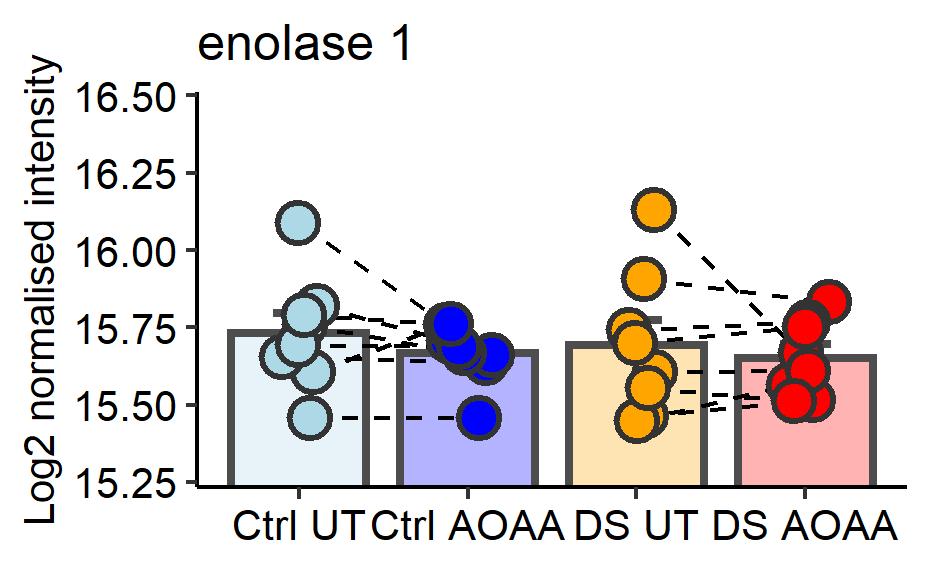 enolase 1
Log2 normalised intensity
16.50
16.25
16.00
15.75
15.50
15.25
Ctrl UT Ctrl AOAA DS UT DS AOAA